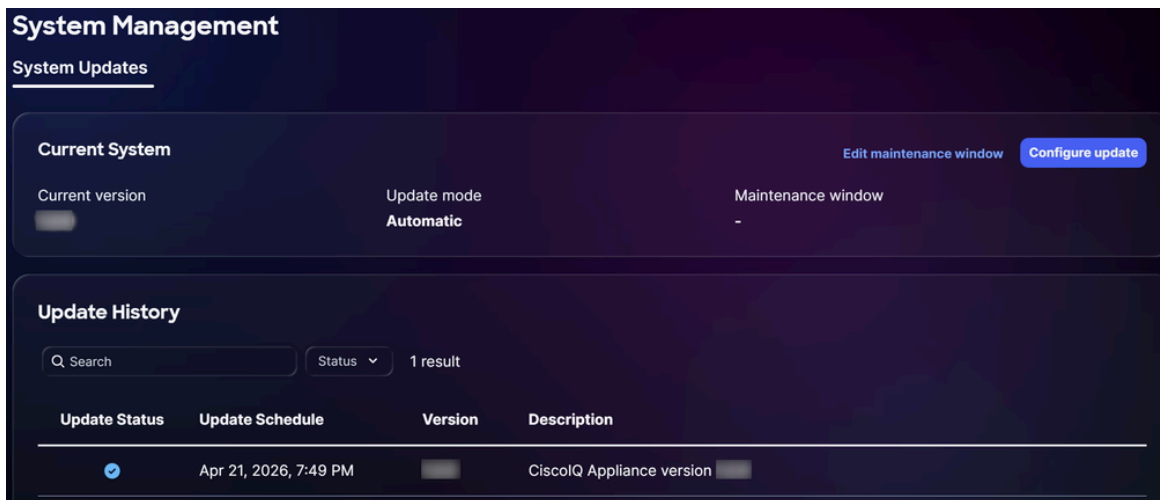 System Management
System Updates
Current System
Edit maintenance window
Configure update
Current version
Update mode
Maintenance window
Automatic
-
Update History
Search
Status
1 result
Update Status
Update Schedule
Version
Description
Apr 21, 2026, 7:49 PM
CiscoIQ Appliance version